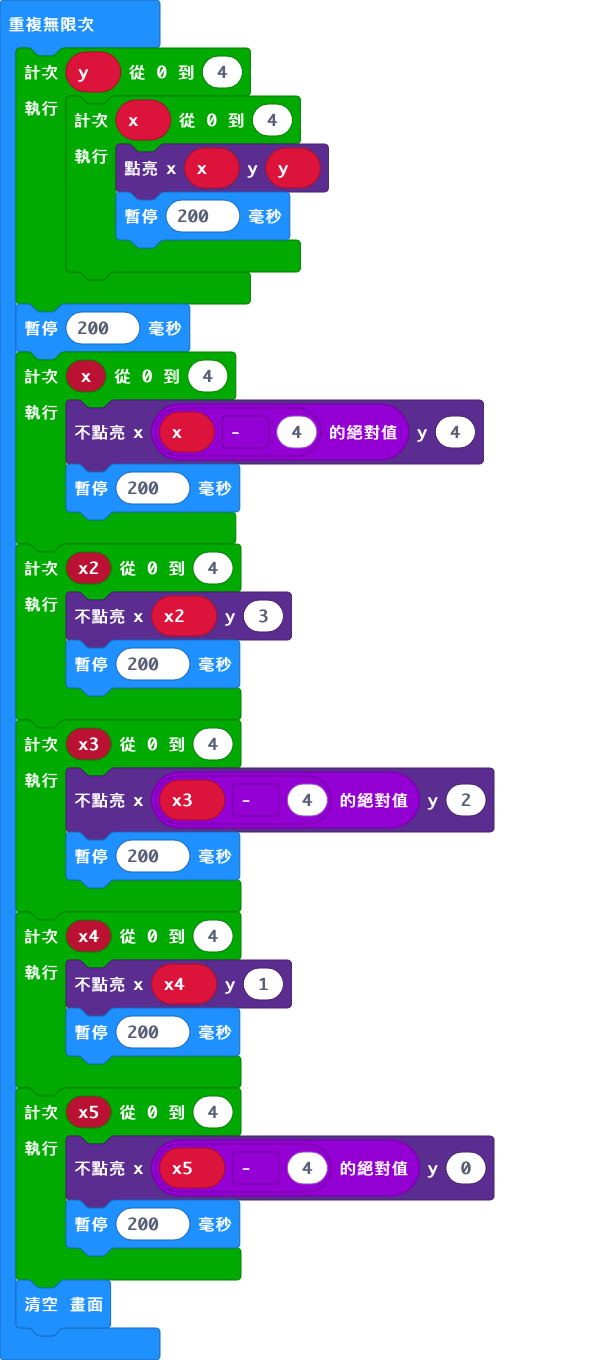 重複無限次
計次 y 從 0 到 4
執行
計次 x 從 0 到 4
執行
點亮 x x y y
暫停 200 毫秒
暫停 200 毫秒
計次 x 從 0 到 4
執行
不點亮 x x - 4 的絕對值 y 4
暫停 200 毫秒
計次 x2 從 0 到 4
執行
不點亮 x x2 y 3
暫停 200 毫秒
計次 x3 從 0 到 4
執行
不點亮 x x3 - 4 的絕對值 y 2
暫停 200 毫秒
計次 x4 從 0 到 4
執行
不點亮 x x4 y 1
暫停 200 毫秒
計次 x5 從 0 到 4
執行
不點亮 x x5 - 4 的絕對值 y 0
暫停 200 毫秒
清空 畫面